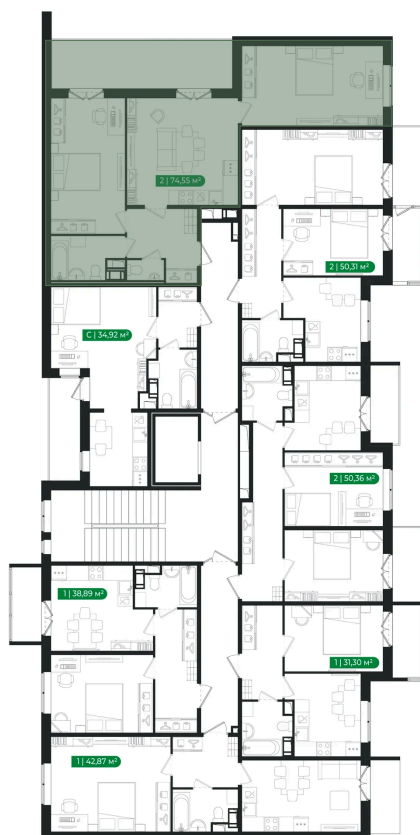 2 | 74,55 м²
2 | 50,31 м²
С | 34,92 м²
2 | 50,36 м²
1 | 38,89 м²
1 | 31,30 м²
1 | 42,87 м²